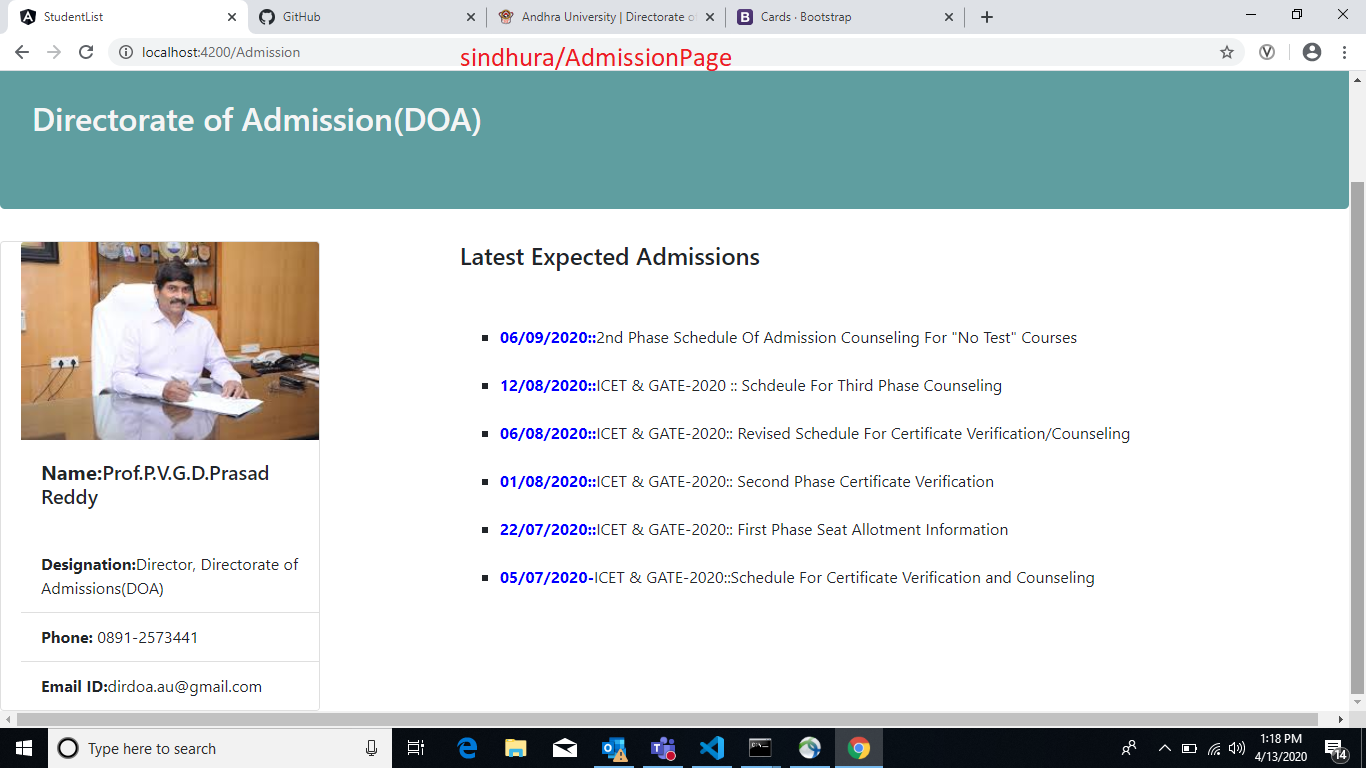 StudentList
GitHub
Andhra University | Directorate o
Cards · Bootstrap
localhost:4200/Admission
sindhura/AdmissionPage
Directorate of Admission(DOA)
Latest Expected Admissions
06/09/2020::2nd Phase Schedule Of Admission Counseling For "No Test" Courses
12/08/2020::ICET & GATE-2020 :: Schdeule For Third Phase Counseling
06/08/2020::ICET & GATE-2020:: Revised Schedule For Certificate Verification/Counseling
01/08/2020::ICET & GATE-2020:: Second Phase Certificate Verification
22/07/2020::ICET & GATE-2020:: First Phase Seat Allotment Information
05/07/2020-ICET & GATE-2020::Schedule For Certificate Verification and Counseling
Name:Prof.P.V.G.D.Prasad
Reddy
Designation:Director, Directorate of
Admissions(DOA)
Phone: 0891-2573441
Email ID:dirdoa.au@gmail.com
Type here to search
1:18 PM
4/13/2020
14